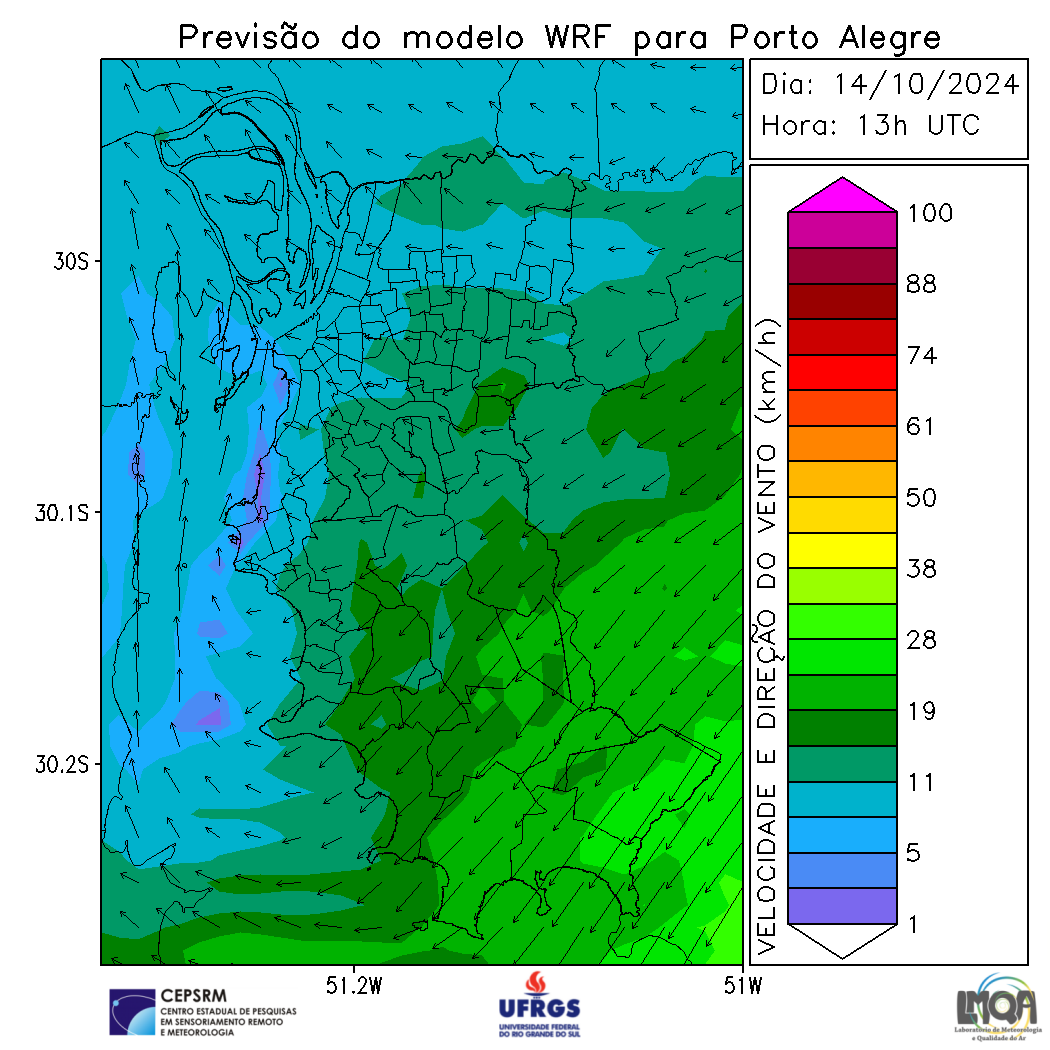 Previsão do modelo WRF para Porto Alegre
Dia: 14/10/2024
Hora: 13h UTC
30S
30.1S
30.2S
51.2W
51W
VELOCIDADE E DIREÇÃO DO VENTO (km/h)
100
88
74
61
50
38
28
19
11
5
1
CEPSRM
CENTRO ESTADUAL DE PESQUISAS
EM SENSORIAMENTO REMOTO
E METEOROLOGIA
UFRGS
UNIVERSIDADE FEDERAL
DO RIO GRANDE DO SUL
LMQA
Laboratório de Meteorologia
e Qualidade do Ar